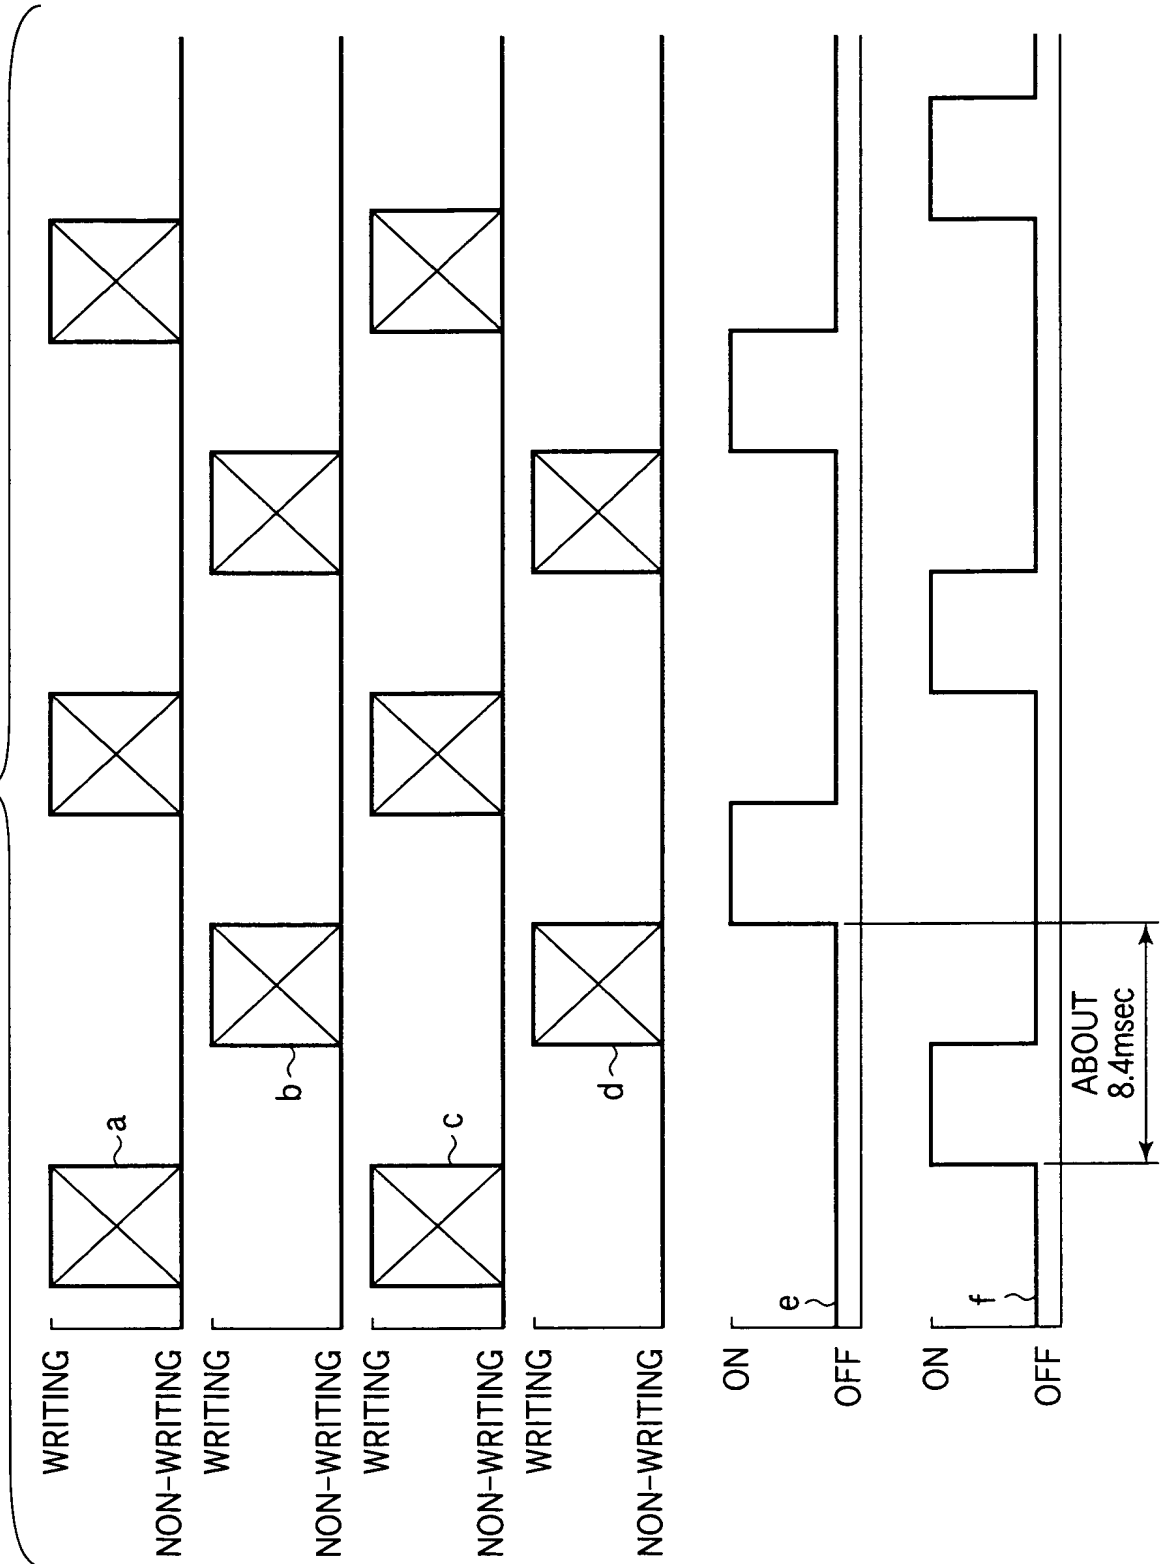 WRITING
a
NON-WRITING
WRITING
b
NON-WRITING
WRITING
c
NON-WRITING
WRITING
d
NON-WRITING
ON
e
OFF
ON
f
OFF
ABOUT
8.4msec